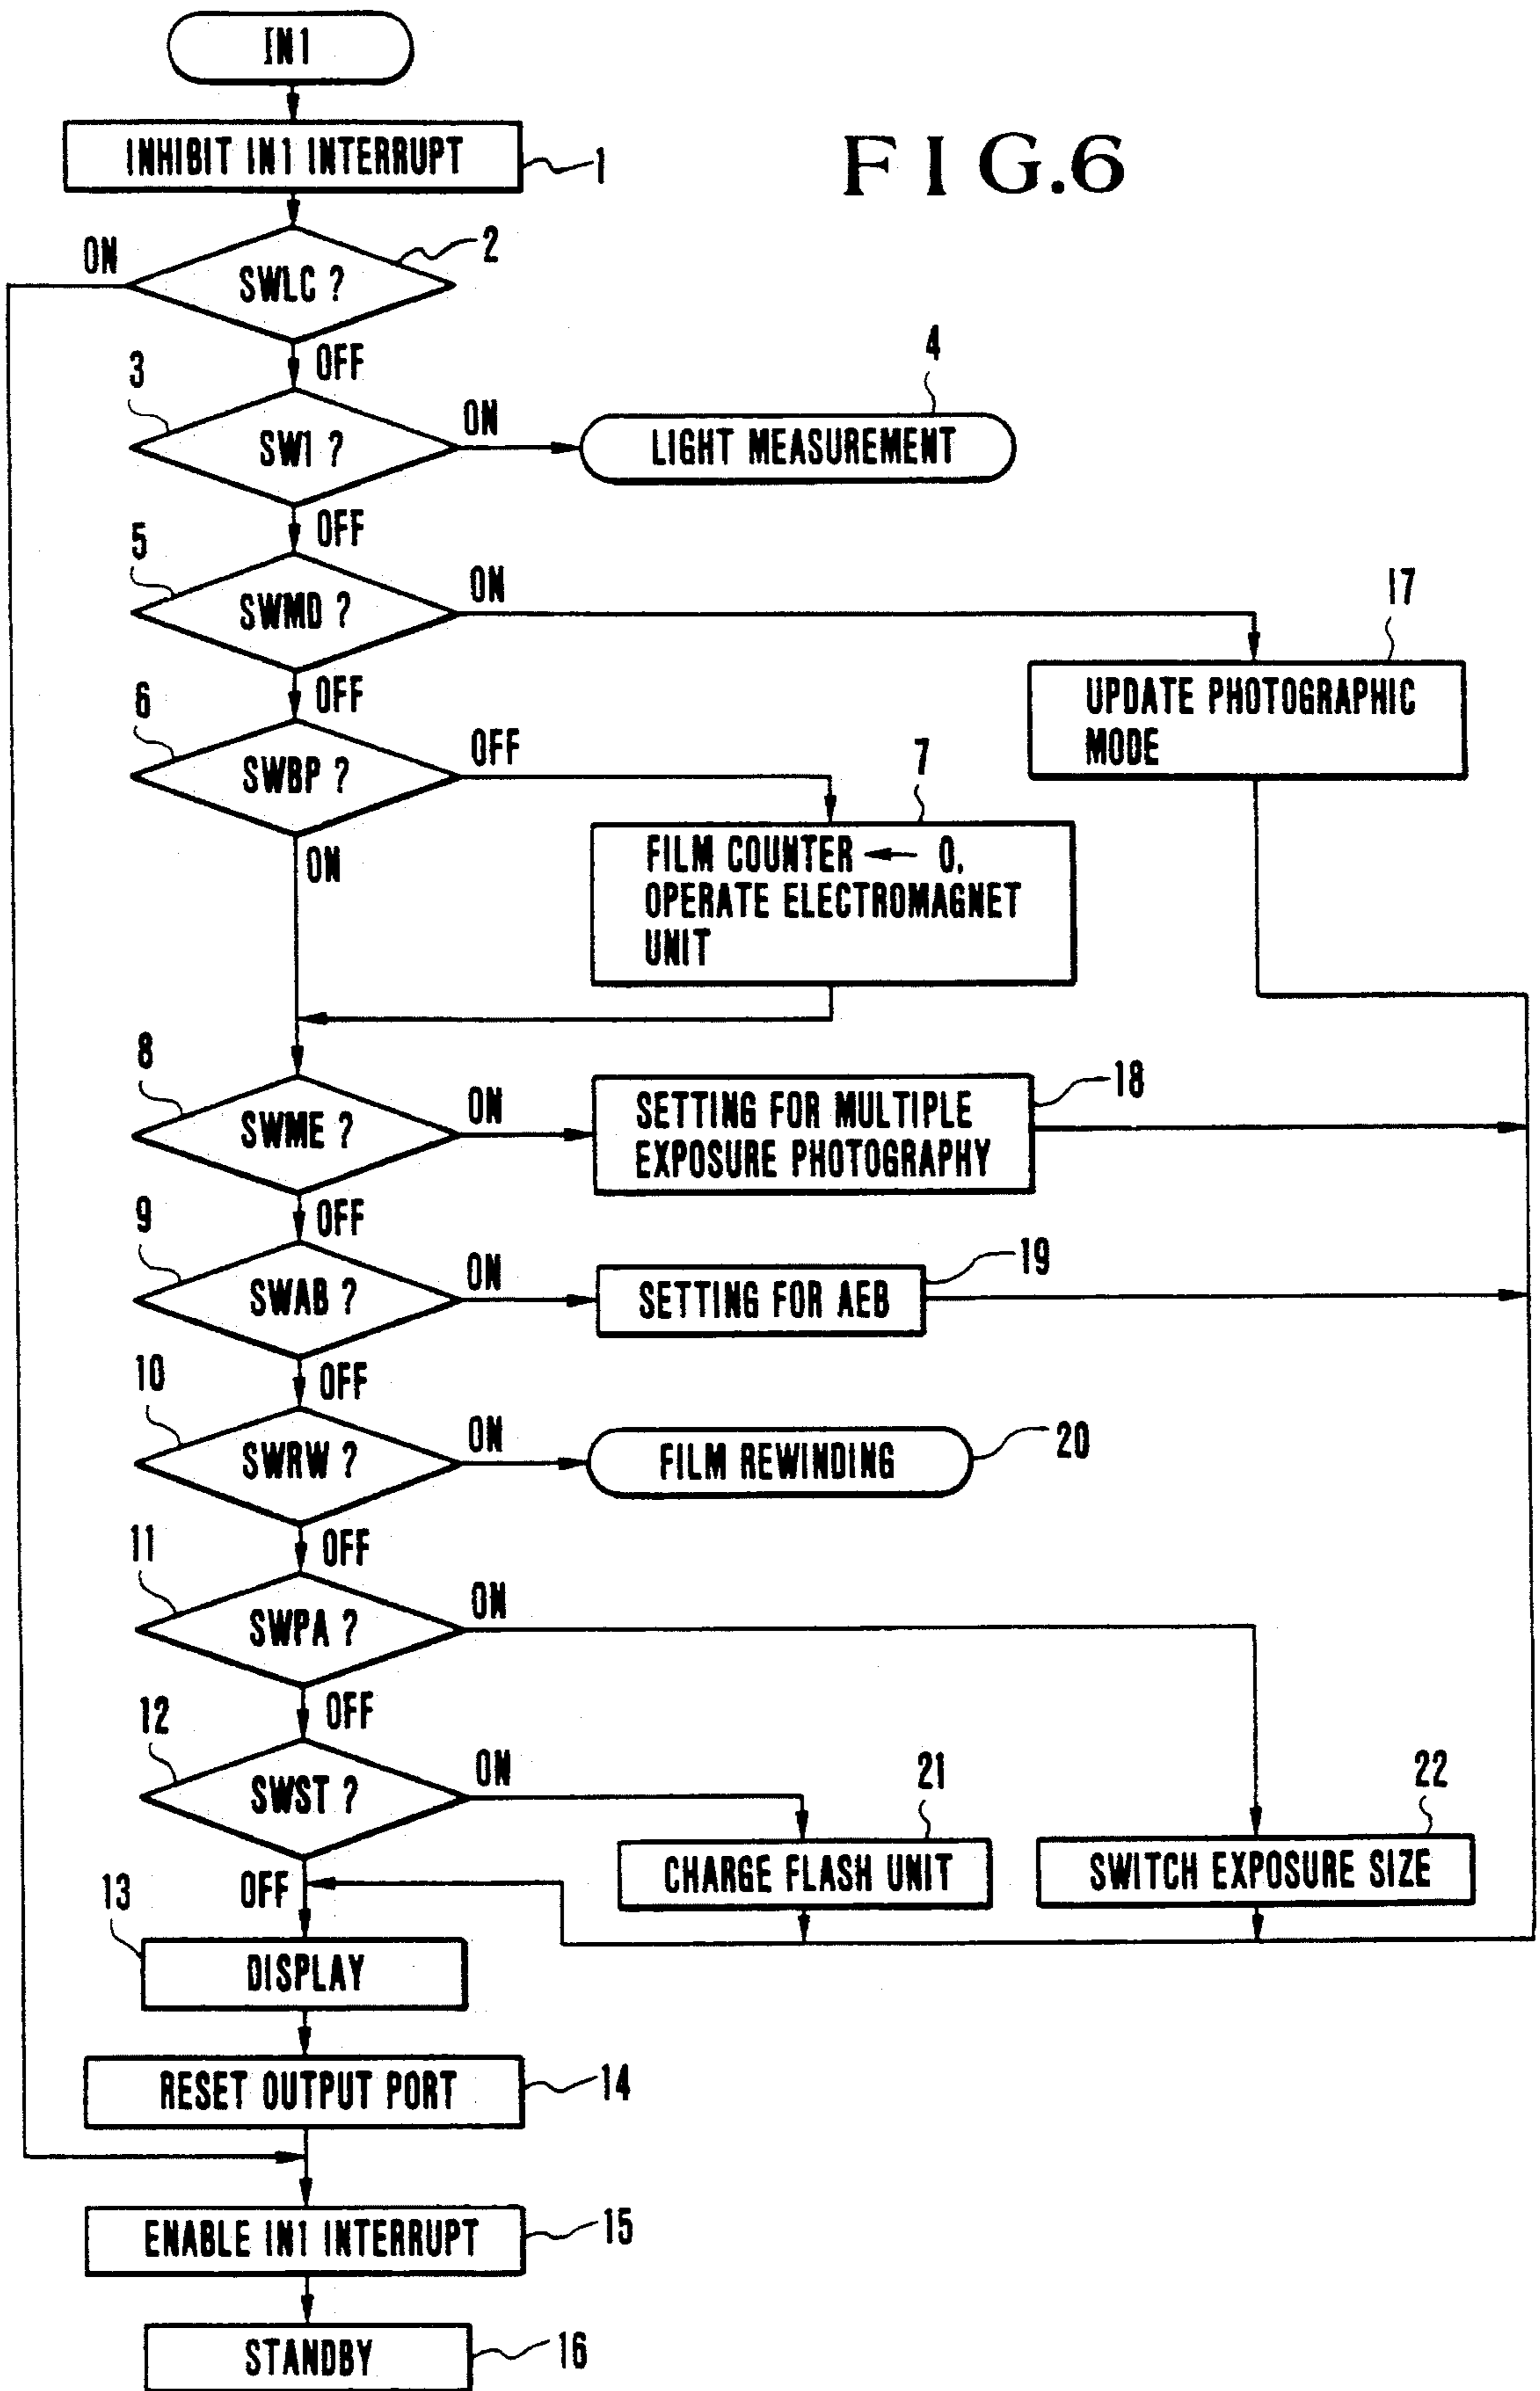 IN1
INHIBIT IN1 INTERRUPT
1
FIG.6
ON
SWLC ?
2
OFF
3
SW1 ?
ON
4
LIGHT MEASUREMENT
OFF
5
SWMD ?
ON
17
UPDATE PHOTOGRAPHIC
MODE
OFF
6
SWBP ?
OFF
7
FILM COUNTER ← 0,
OPERATE ELECTROMAGNET
UNIT
ON
8
SWME ?
ON
SETTING FOR MULTIPLE
EXPOSURE PHOTOGRAPHY
18
OFF
9
SWAB ?
ON
SETTING FOR AEB
19
OFF
10
SWRW ?
ON
FILM REWINDING
20
OFF
11
SWPA ?
ON
OFF
12
SWST ?
ON
21
CHARGE FLASH UNIT
22
SWITCH EXPOSURE SIZE
OFF
13
DISPLAY
RESET OUTPUT PORT
14
ENABLE IN1 INTERRUPT
15
STANDBY
16